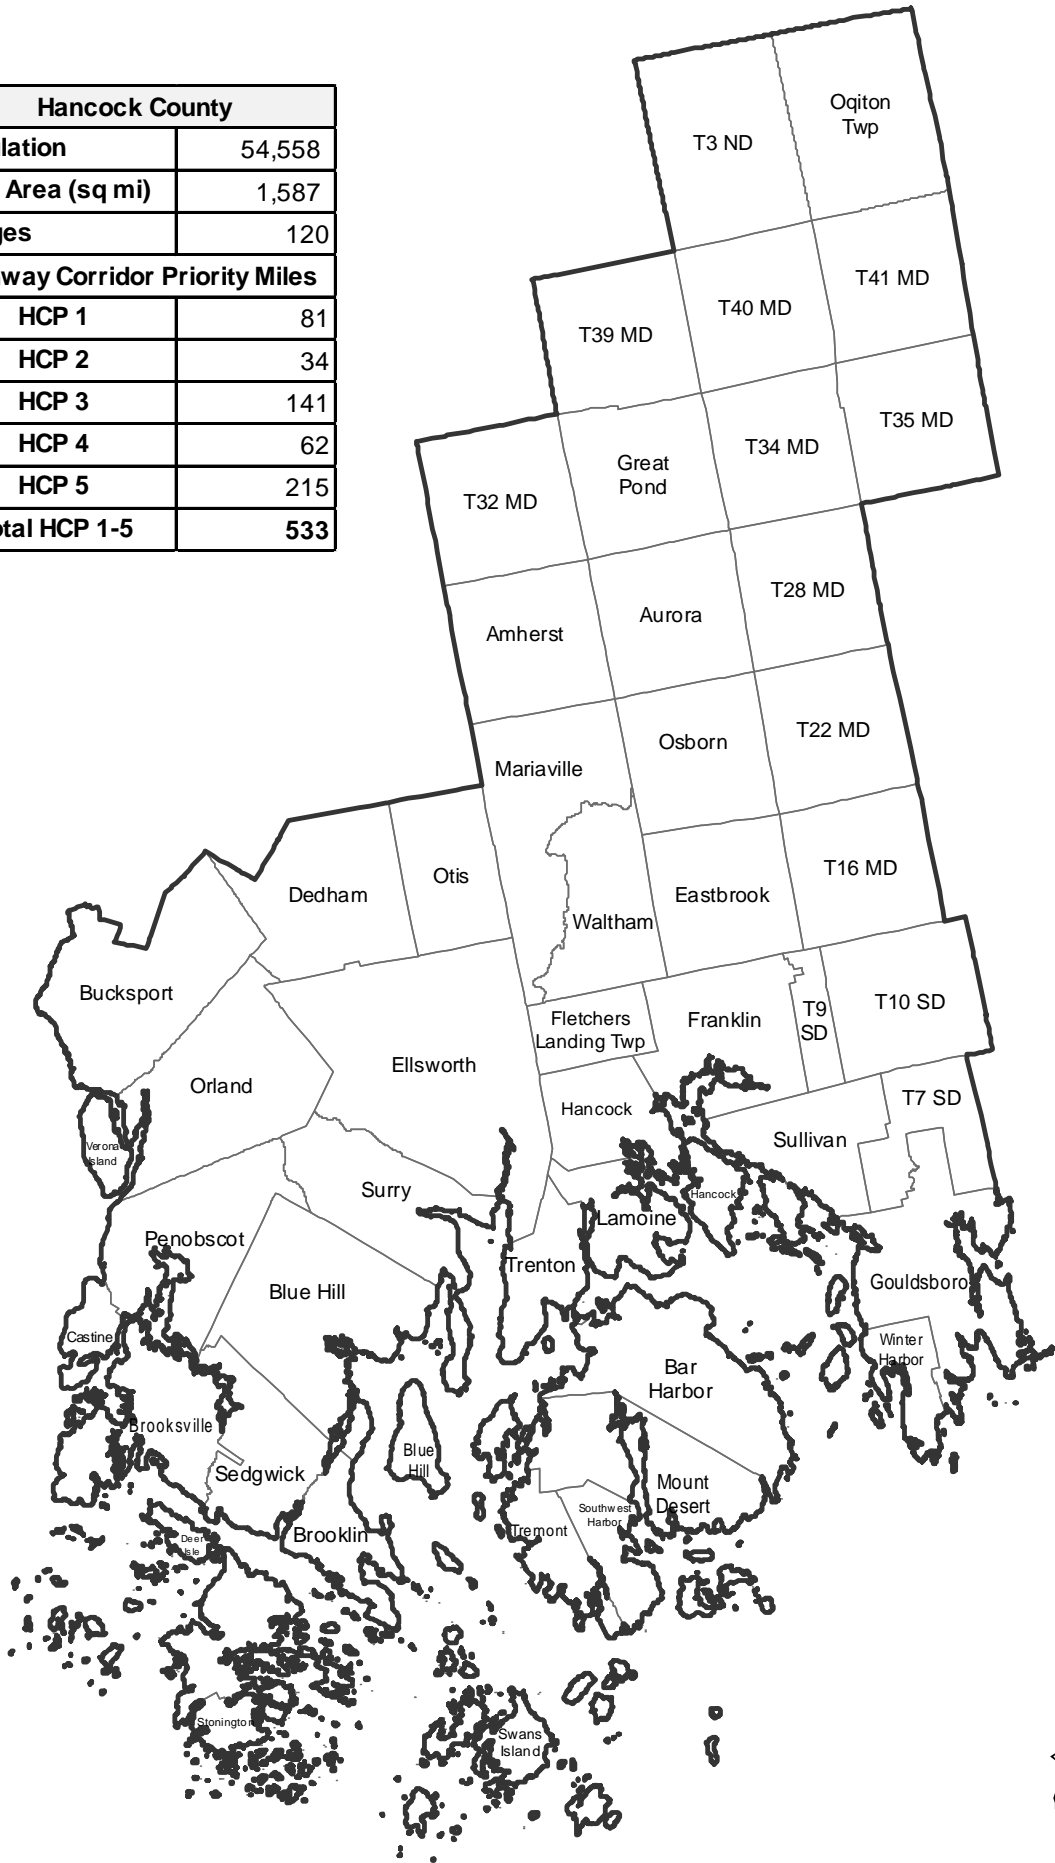 Hancock County
lation 54,558
Area (sq mi) 1,587
ges 120
way Corridor Priority Miles
HCP 1 81
HCP 2 34
HCP 3 141
HCP 4 62
HCP 5 215
otal HCP 1-5 533
Oqiton
Twp
T3 ND
T41 MD
T40 MD
T39 MD
T35 MD
T34 MD
Great
Pond
T32 MD
T28 MD
Aurora
Amherst
T22 MD
Osborn
Mariaville
T16 MD
Otis
Dedham
Eastbrook
Waltham
Bucksport
T10 SD
T9
SD
Franklin
Fletchers
Landing Twp
Ellsworth
Orland
T7 SD
Hancock
Sullivan
Verona
Island
Surry
Hancock
Lamoine
Penobscot
Trenton
Gouldsboro
Blue Hill
Castine
Winter
Harbor
Bar
Harbor
Brooksville
Blue
Hill
Sedgwick
Mount
Desert
Southwest
Harbor
Tremont
Brooklin
Deer
Isle
Stonington
Swans
Island